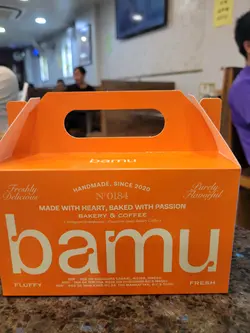 bamu
HANDMADE, SINCE 2020
Freshly
Delicious
Nº0184
Purely
Flavourful
MADE WITH HEART, BAKED WITH PASSION
BAKERY & COFFEE
bamu
FLUFFY
FRESH